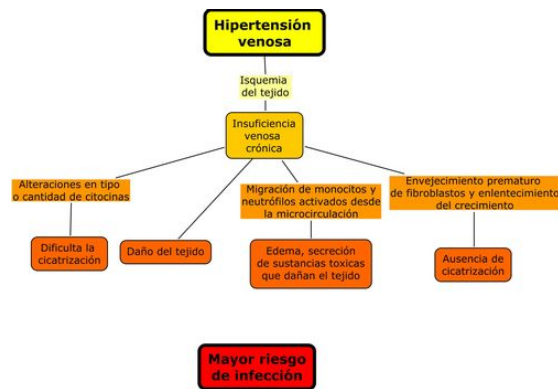 Hipertensión
venosa
Isquemia
del tejido
Insuficiencia
venosa
crónica
Alteraciones en tipo
o cantidad de citocinas
Migración de monocitos y
neutrófilos activados desde
la microcirculación
Envejecimiento prematuro
de fibroblastos y enlentecimiento
del crecimiento
Dificulta la
cicatrización
Daño del tejido
Edema, secreción
de sustancias toxicas
que dañan el tejido
Ausencia de
cicatrización
Mayor riesgo
de infección